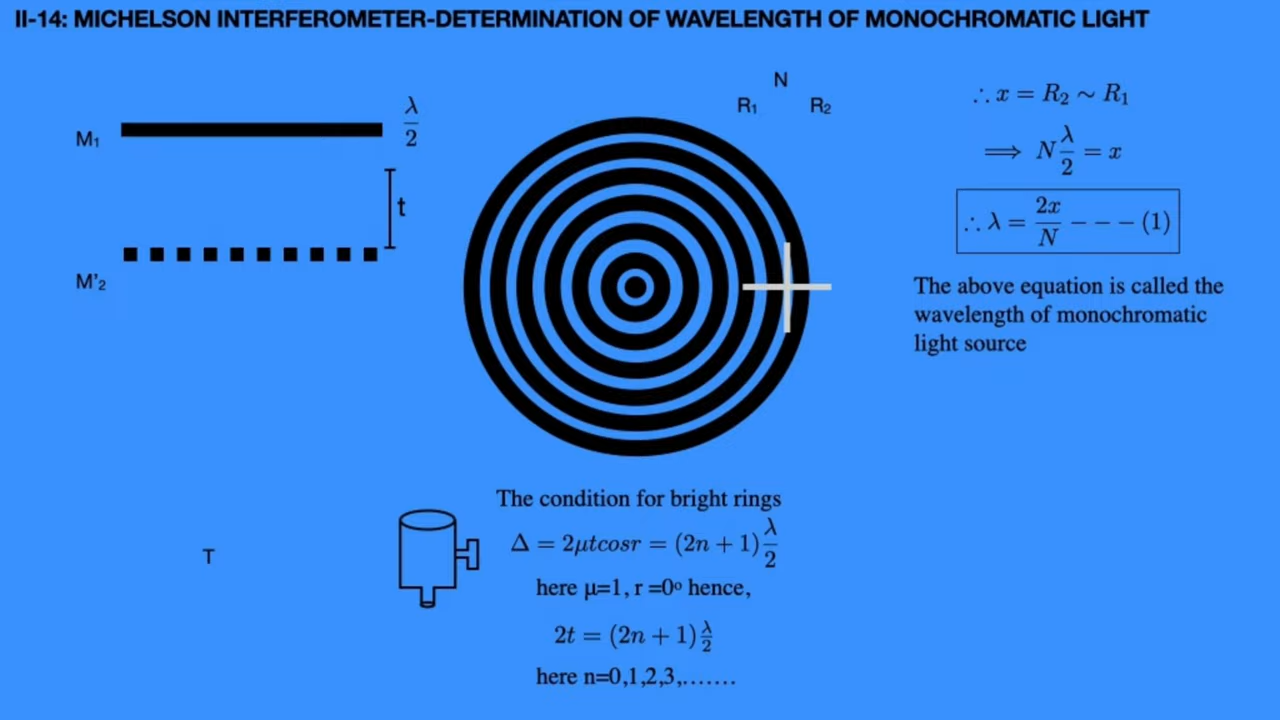 II-14: MICHELSON INTERFEROMETER-DETERMINATION OF WAVELENGTH OF MONOCHROMATIC LIGHT
M₁
λ/2
t
M'₂
T
N
R₁ R₂
The condition for bright rings
Δ = 2μtcosr = (2n + 1) λ/2
here μ=1, r =0º hence,
2t = (2n + 1) λ/2
here n=0,1,2,3,.......
∴ x = R₂ ∼ R₁
⟹ N λ/2 = x
∴ λ = 2x/N − − − (1)
The above equation is called the
wavelength of monochromatic
light source